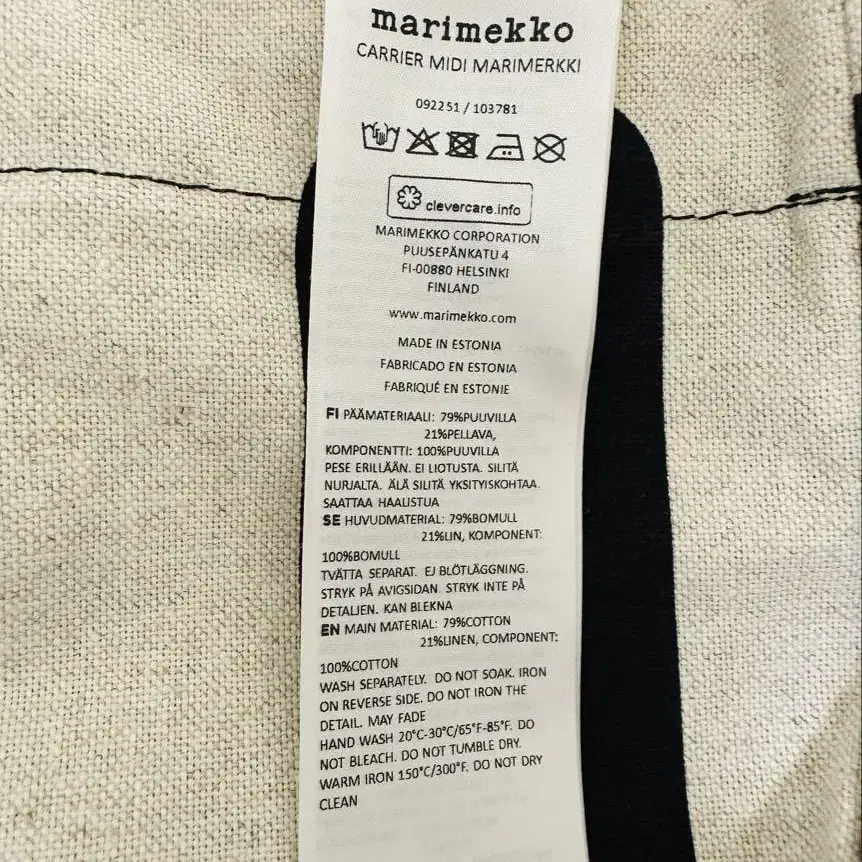 marimekko
CARRIER MIDI MARIMERKKI
092251 / 103781
clevercare.info
MARIMEKKO CORPORATION
PUUSEPÄNKATU 4
FI-00880 HELSINKI
FINLAND
www.marimekko.com
MADE IN ESTONIA
FABRICADO EN ESTONIA
FABRIQUÉ EN ESTONIE
FI PÄÄMATERIAALI: 79%PUUVILLA
21%PELLAVA,
KOMPONENTTI: 100%PUUVILLA
PESE ERILLÄÄN. EI LIOTUSTA. SILITÄ
NURJALTA. ÄLÄ SILITÄ YKSITYISKOHTAA.
SAATTAA HAALISTUA
SE HUVUDMATERIAL: 79%BOMULL
21%LIN, KOMPONENT:
100%BOMULL
TVÄTTA SEPARAT. EJ BLÖTLÄGGNING.
STRYK PÅ AVIGSIDAN. STRYK INTE PÅ
DETALJEN. KAN BLEKNA
EN MAIN MATERIAL: 79%COTTON
21%LINEN, COMPONENT:
100%COTTON
WASH SEPARATELY. DO NOT SOAK. IRON
ON REVERSE SIDE. DO NOT IRON THE
DETAIL. MAY FADE
HAND WASH 20°C-30°C/65°F-85°F. DO
NOT BLEACH. DO NOT TUMBLE DRY.
WARM IRON 150°C/300°F. DO NOT DRY
CLEAN